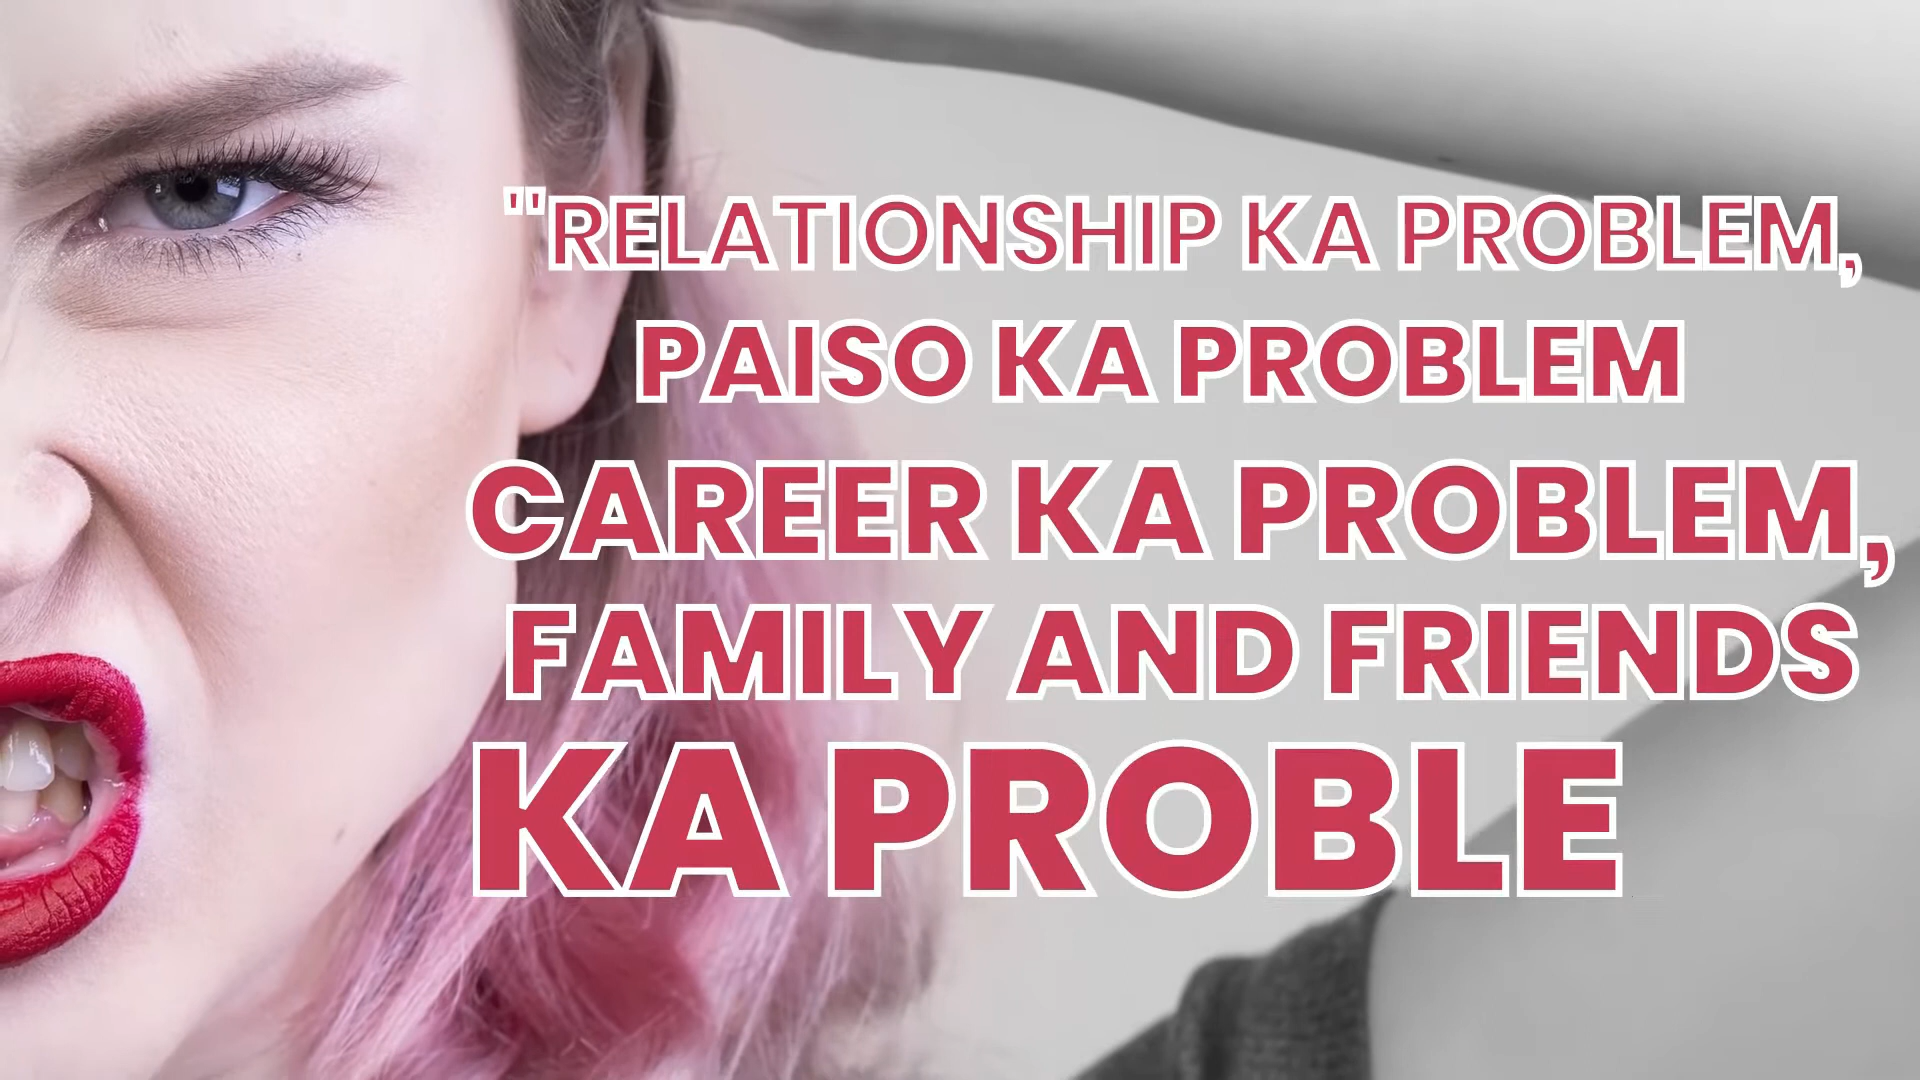 "RELATIONSHIP KA PROBLEM,
PAISO KA PROBLEM
CAREER KA PROBLEM,
FAMILY AND FRIENDS
KA PROBLE